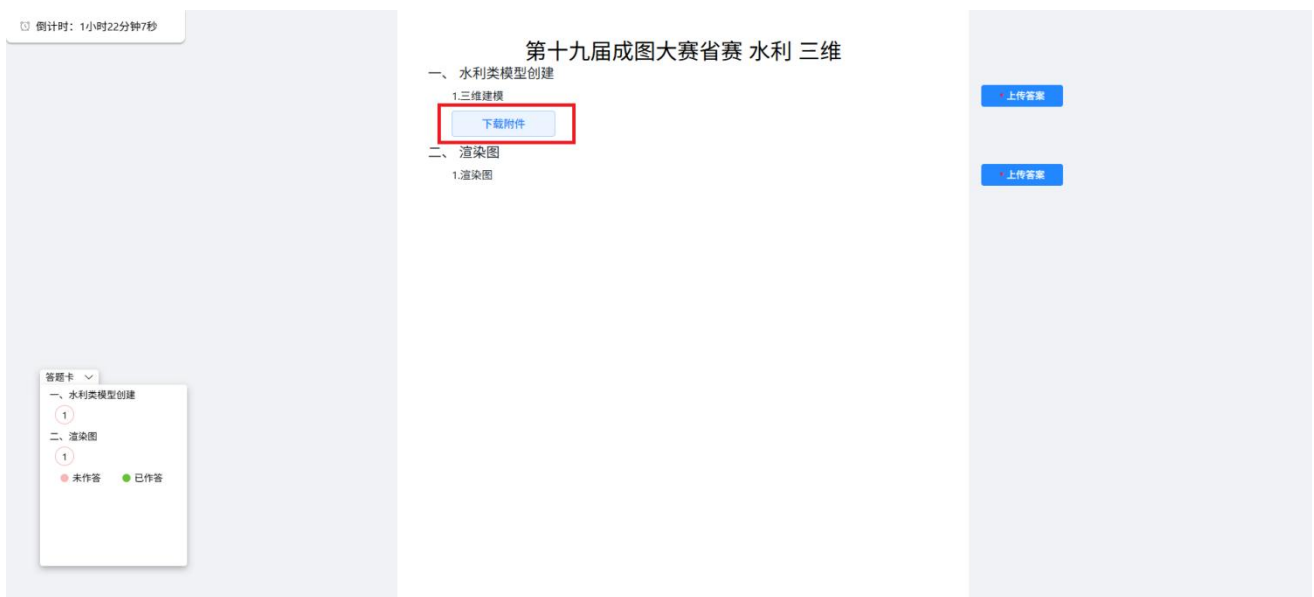 倒计时：1小时22分钟7秒
第十九届成图大赛省赛 水利 三维
一、 水利类模型创建
1.三维建模
* 上传答案
下载附件
二、 渲染图
1.渲染图
* 上传答案
答题卡
一、水利类模型创建
1
二、渲染图
1
未作答 已作答